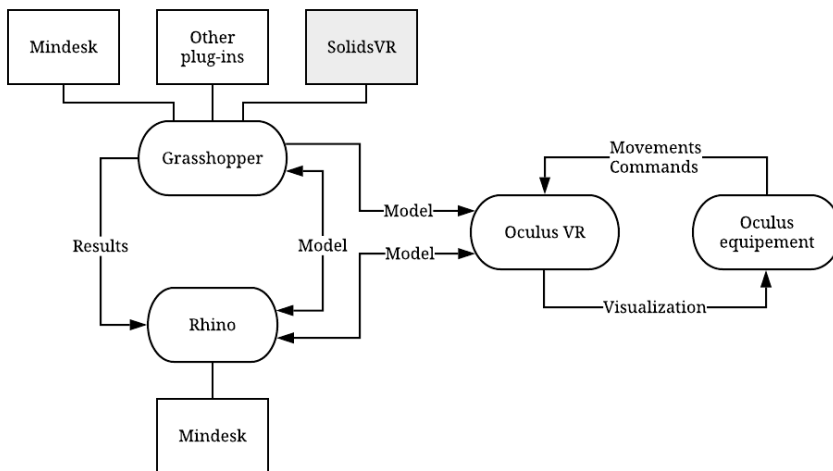 Mindesk
Other
plug-ins
SolidsVR
Grasshopper
Movements
Commands
Model
Oculus VR
Oculus
equipement
Results
Model
Model
Visualization
Rhino
Mindesk